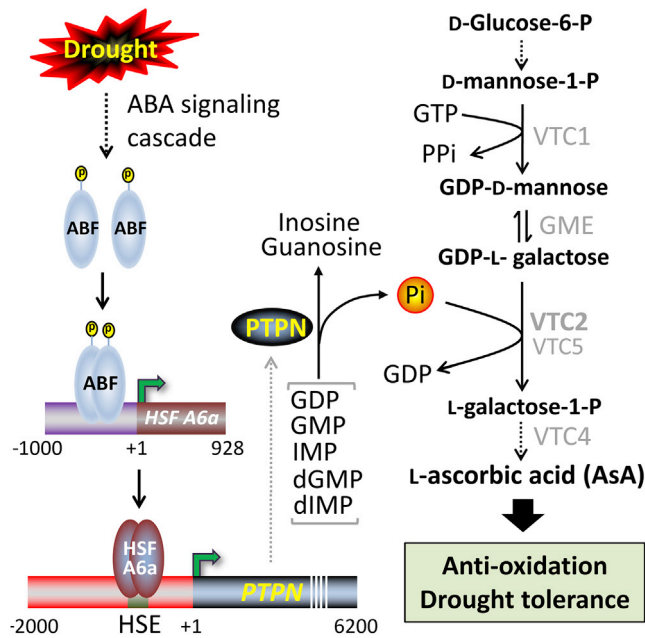 Drought
ABA signaling
cascade
P
P
ABF
ABF
P
P
ABF
HSF A6a
-1000
+1
928
HSF
A6a
PTPN
-2000
HSE
+1
6200
Inosine
Guanosine
PTPN
Pi
GDP
GMP
IMP
dGMP
dIMP
D-Glucose-6-P
D-mannose-1-P
GTP
VTC1
PPi
GDP-D-mannose
GME
GDP-L- galactose
VTC2
VTC5
GDP
L-galactose-1-P
VTC4
L-ascorbic acid (AsA)
Anti-oxidation
Drought tolerance